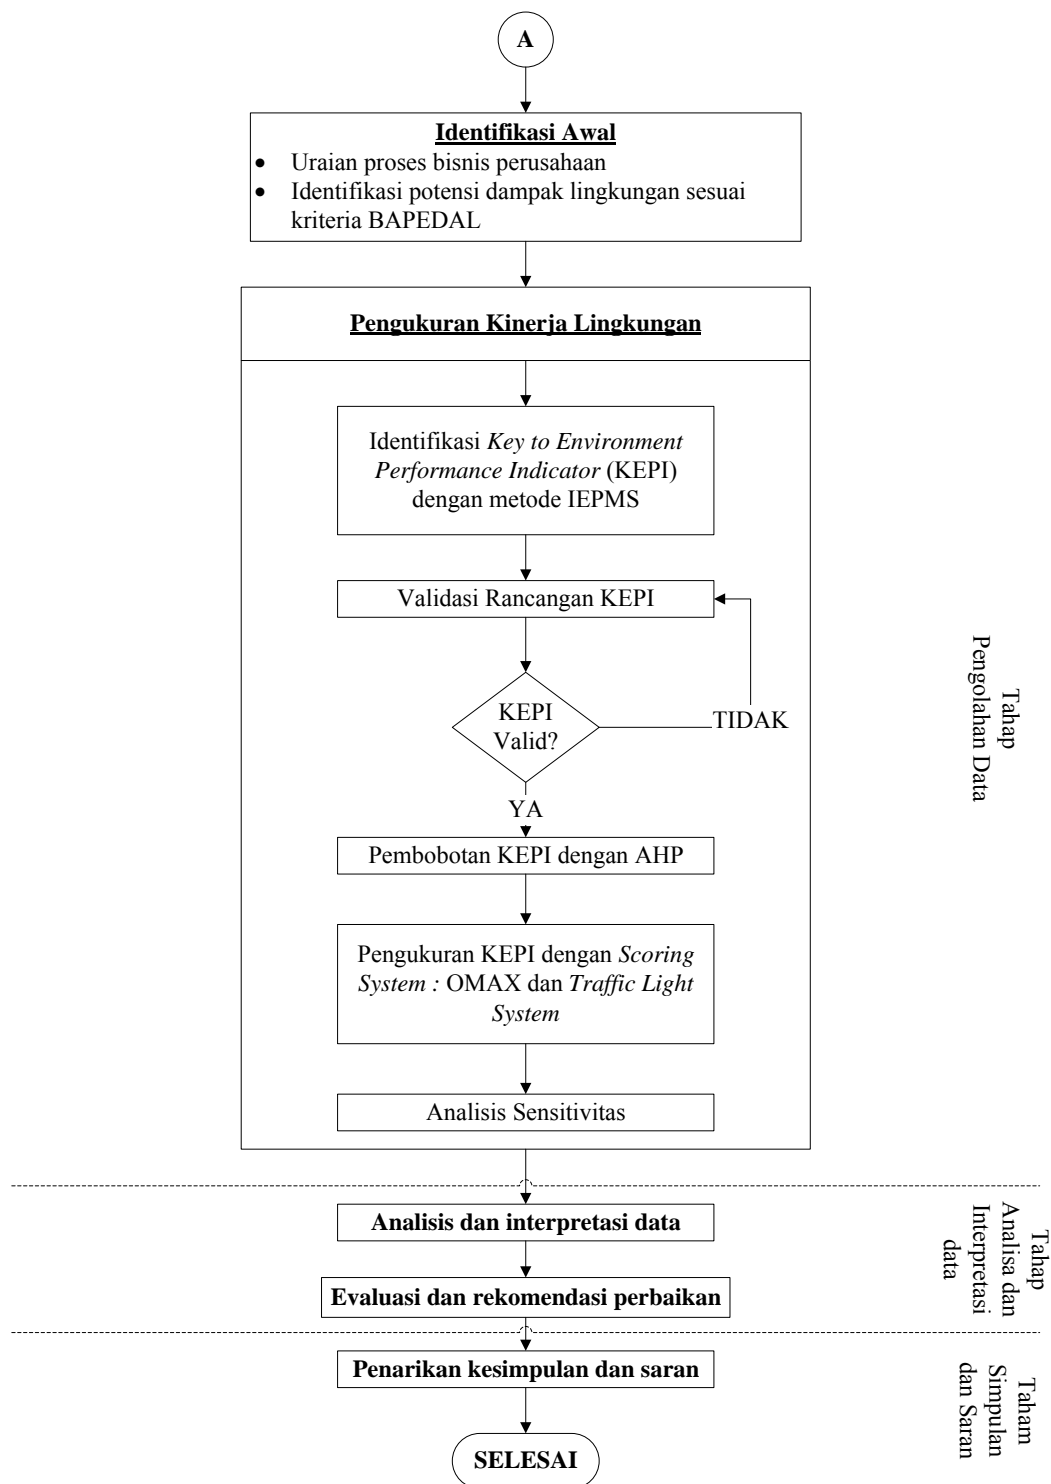 A
Identifikasi Awal
• Uraian proses bisnis perusahaan
• Identifikasi potensi dampak lingkungan sesuai
kriteria BAPEDAL
Pengukuran Kinerja Lingkungan
Identifikasi Key to Environment
Performance Indicator (KEPI)
dengan metode IEPMS
Validasi Rancangan KEPI
KEPI
Valid?
TIDAK
YA
Pembobotan KEPI dengan AHP
Pengukuran KEPI dengan Scoring
System : OMAX dan Traffic Light
System
Analisis Sensitivitas
Tahap
Pengolahan Data
Analisis dan interpretasi data
Evaluasi dan rekomendasi perbaikan
Tahap
Analisa dan
Interpretasi
data
Penarikan kesimpulan dan saran
SELESAI
Taham
Simpulan
dan Saran